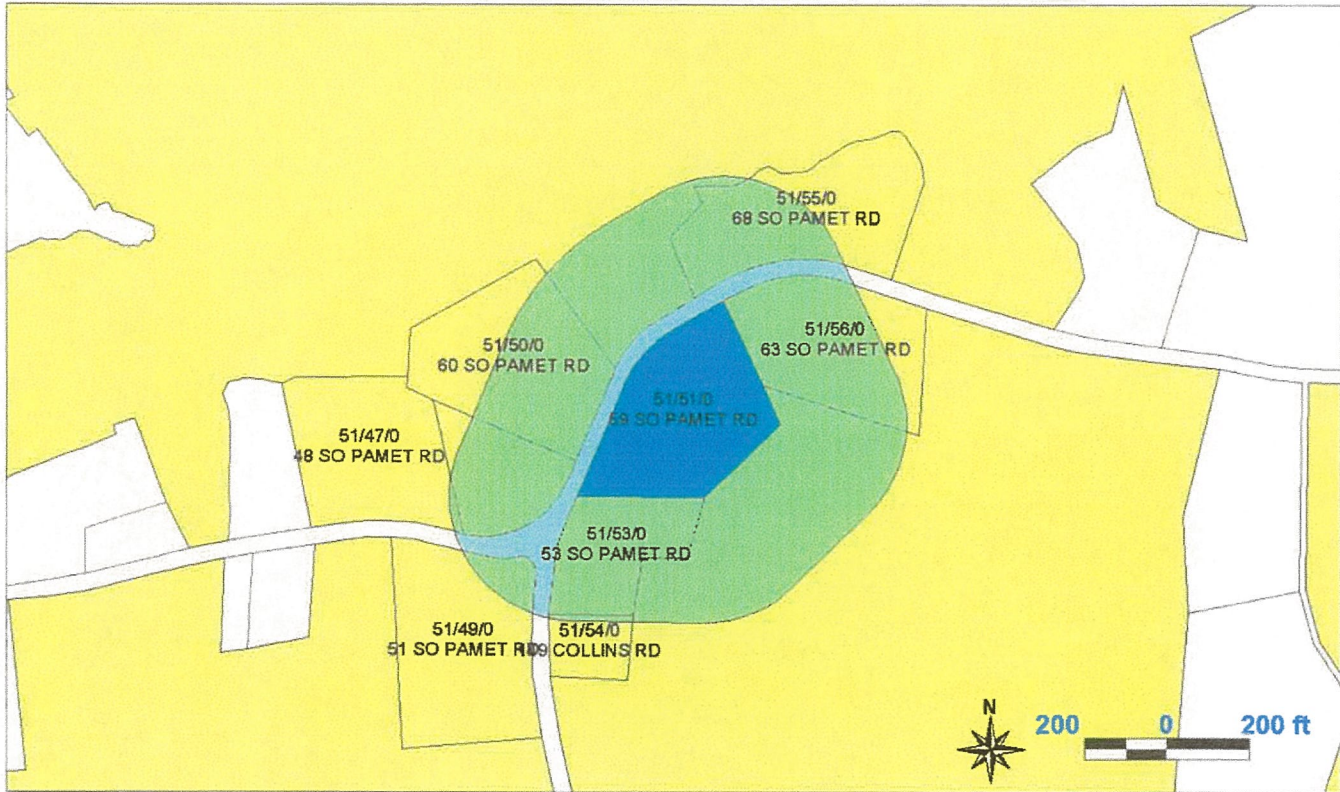 51/55/0
68 SO PAMET RD
51/50/0
60 SO PAMET RD
51/56/0
63 SO PAMET RD
51/51/0
59 SO PAMET RD
51/47/0
48 SO PAMET RD
51/53/0
53 SO PAMET RD
51/49/0
51 SO PAMET RD
51/54/0
COLLINS RD
N
200 0 200 ft